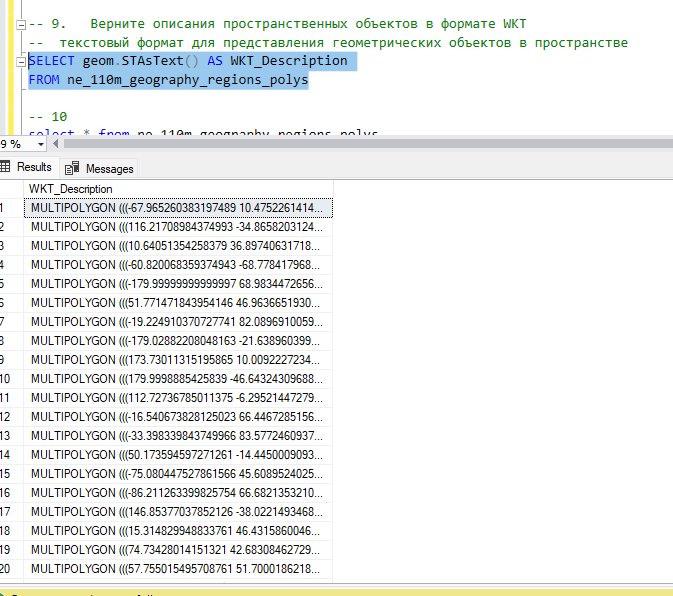 -- 9.   Верните описания пространственных объектов в формате WKT
--  текстовый формат для представления геометрических объектов в пространстве
SELECT geom.STAsText() AS WKT_Description
FROM ne_110m_geography_regions_polys
-- 10
select * from ne_110m_geography_regions_polys
9 %
Results Messages
WKT_Description
1 MULTIPOLYGON (((-67.965260383197489 10.4752261414...
2 MULTIPOLYGON (((116.21708984374993 -34.8658203124...
3 MULTIPOLYGON (((10.64051354258379 36.89740631718...
4 MULTIPOLYGON (((-60.820068359374943 -68.778417968...
5 MULTIPOLYGON (((-179.99999999999997 68.9834472656...
6 MULTIPOLYGON (((51.771471843954146 46.9636651930...
7 MULTIPOLYGON (((-19.224910370727741 82.0896910059...
8 MULTIPOLYGON (((-179.02882208048163 -21.638960399...
9 MULTIPOLYGON (((173.73011315195865 10.0092227234...
10 MULTIPOLYGON (((179.9998885425839 -46.64324309688...
11 MULTIPOLYGON (((112.72736785011375 -6.29521447279...
12 MULTIPOLYGON (((-16.540673828125023 66.4467285156...
13 MULTIPOLYGON (((-33.398339843749966 83.5772460937...
14 MULTIPOLYGON (((50.173594597271261 -14.4450009093...
15 MULTIPOLYGON (((-75.080447527861566 45.6089524025...
16 MULTIPOLYGON (((-86.211263399825754 66.6821353210...
17 MULTIPOLYGON (((146.85377037852126 -38.0221493468...
18 MULTIPOLYGON (((15.314829948833761 46.4315860046...
19 MULTIPOLYGON (((74.73428014151321 42.68308462729...
20 MULTIPOLYGON (((57.755015495708761 51.7000186218...